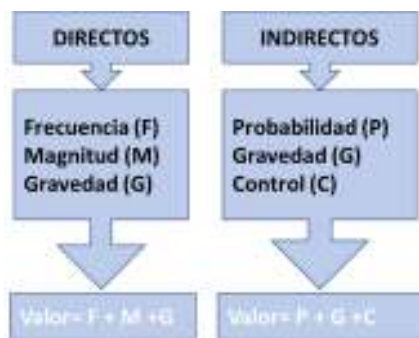 DIRECTOS
Frecuencia (F)
Magnitud (M)
Gravedad (G)
Valor= F + M +G
INDIRECTOS
Probabilidad (P)
Gravedad (G)
Control (C)
Valor= P + G +C